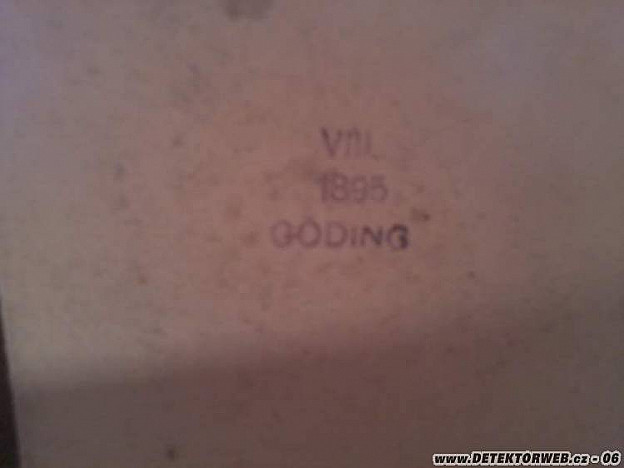 VIII.
1895
GÖDING
www.DETEKTORWEB.cz - 06